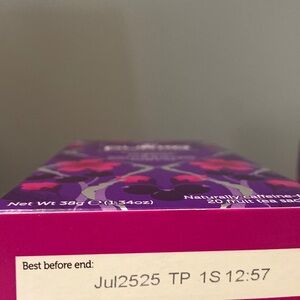 PUKKA
Net Wt 38g ℮ (1.34oz)
Naturally caffeine-
20 fruit tea sac
Best before end:
Jul2525 TP 1S 12:57